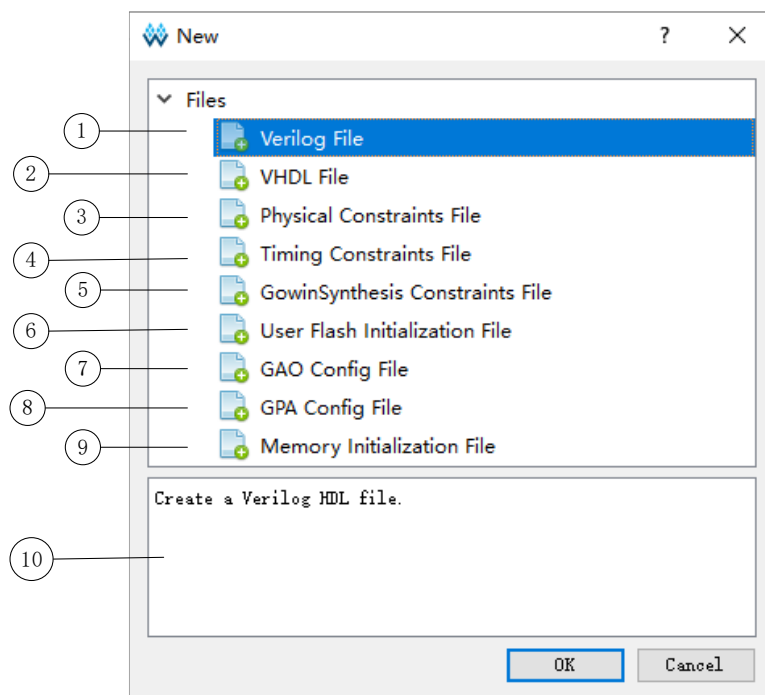 New
?
Files
1
Verilog File
2
VHDL File
3
Physical Constraints File
4
Timing Constraints File
5
GowinSynthesis Constraints File
6
User Flash Initialization File
7
GAO Config File
8
GPA Config File
9
Memory Initialization File
Create a Verilog HDL file.
10
OK
Cancel